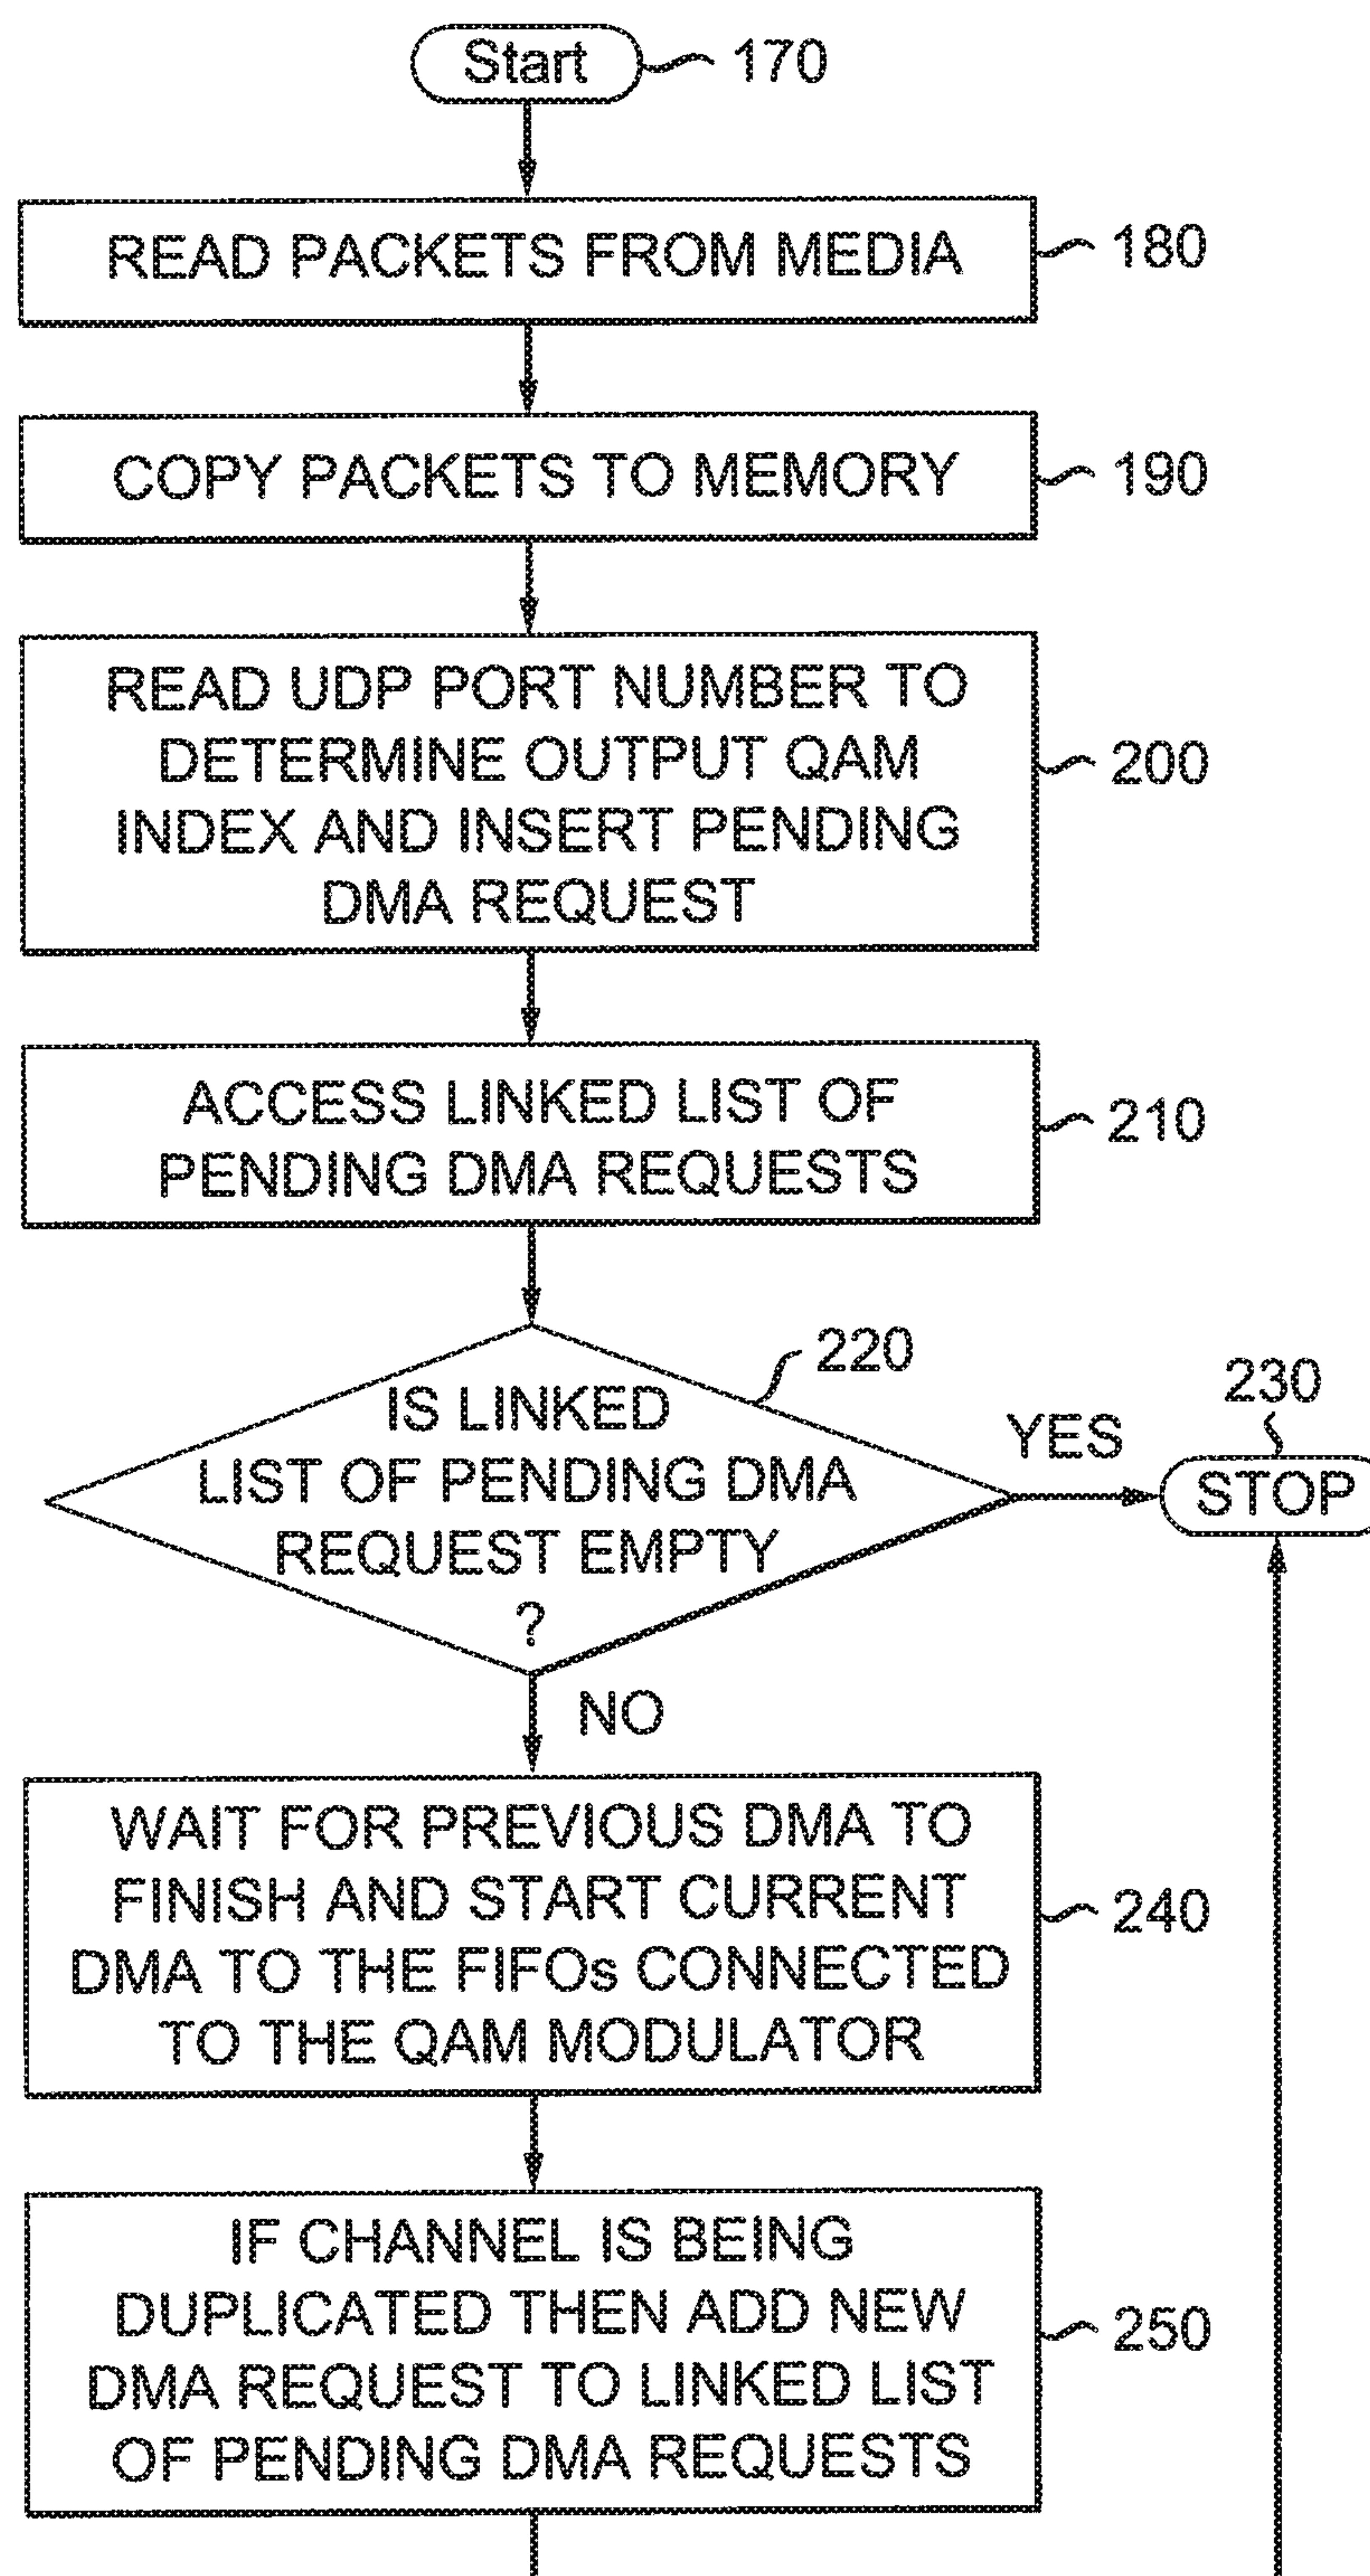 Start
170
READ PACKETS FROM MEDIA
180
COPY PACKETS TO MEMORY
190
READ UDP PORT NUMBER TO
DETERMINE OUTPUT QAM
INDEX AND INSERT PENDING
DMA REQUEST
200
ACCESS LINKED LIST OF
PENDING DMA REQUESTS
210
IS LINKED
LIST OF PENDING DMA
REQUEST EMPTY
?
220
YES
230
STOP
NO
WAIT FOR PREVIOUS DMA TO
FINISH AND START CURRENT
DMA TO THE FIFOs CONNECTED
TO THE QAM MODULATOR
240
IF CHANNEL IS BEING
DUPLICATED THEN ADD NEW
DMA REQUEST TO LINKED LIST
OF PENDING DMA REQUESTS
250